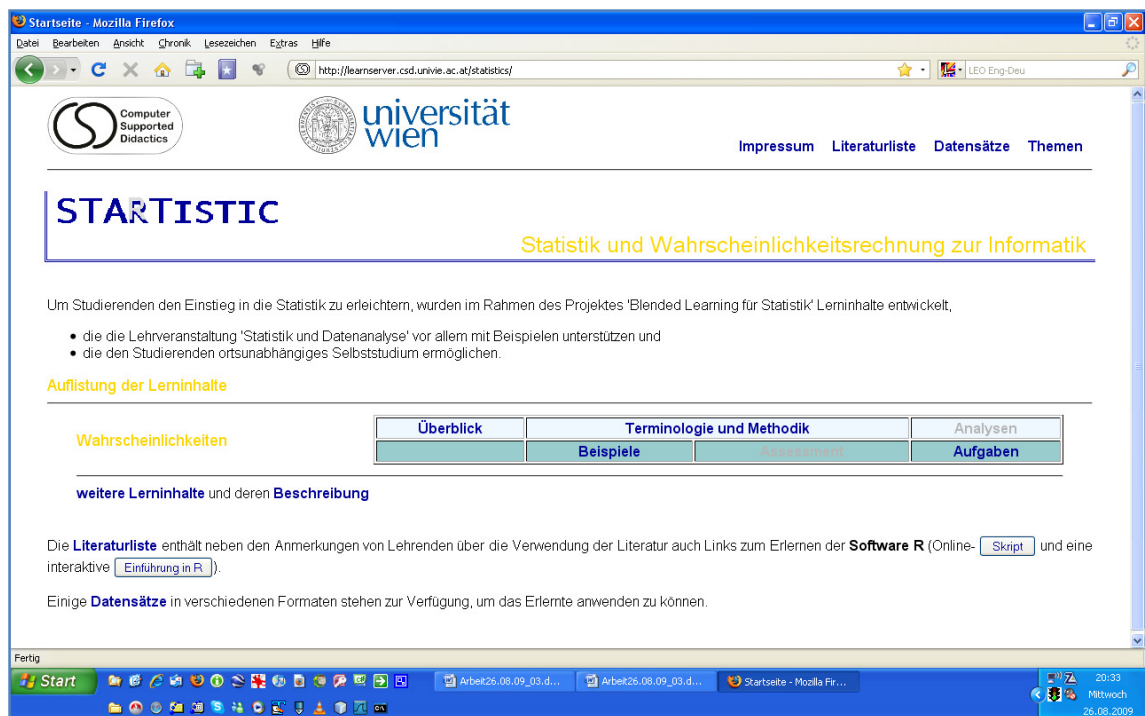 Startseite - Mozilla Firefox
Datei Bearbeiten Ansicht Chronik Lesezeichen Extras Hilfe
http://learnserver.csd.univie.ac.at/statistics/ LEO Eng-Deu
Computer
Supported
Didactics
universität
wien
Impressum Literaturliste Datensätze Themen
STARTISTIC
Statistik und Wahrscheinlichkeitsrechnung zur Informatik
Um Studierenden den Einstieg in die Statistik zu erleichtern, wurden im Rahmen des Projektes 'Blended Learning für Statistik' Lerninhalte entwickelt,
• die die Lehrveranstaltung 'Statistik und Datenanalyse' vor allem mit Beispielen unterstützen und
• die den Studierenden ortsunabhängiges Selbststudium ermöglichen.
Auflistung der Lerninhalte
Wahrscheinlichkeiten
Überblick Terminologie und Methodik Analysen
Beispiele Assessment Aufgaben
weitere Lerninhalte und deren Beschreibung
Die Literaturliste enthält neben den Anmerkungen von Lehrenden über die Verwendung der Literatur auch Links zum Erlernen der Software R (Online- Skript und eine
interaktive Einführung in R ).
Einige Datensätze in verschiedenen Formaten stehen zur Verfügung, um das Erlernte anwenden zu können.
Fertig
Start Arbeit26.08.09_03.d... Arbeit26.08.09_03.d... Startseite - Mozilla Fir... 20:33
Mittwoch
26.08.2009